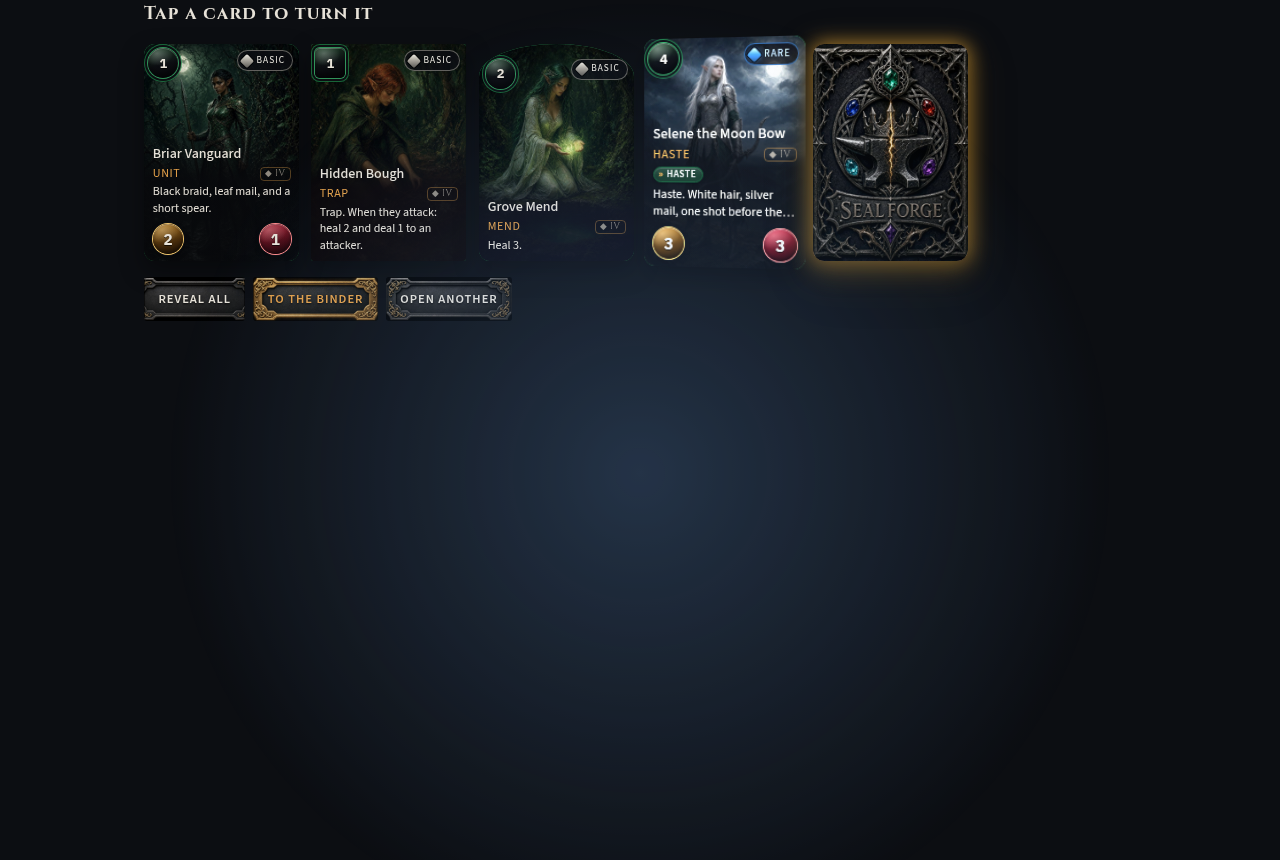 Tap a card to turn it
1
BASIC
Briar Vanguard
UNIT
IV
Black braid, leaf mail, and a
short spear.
2
1
1
BASIC
Hidden Bough
TRAP
IV
Trap. When they attack:
heal 2 and deal 1 to an
attacker.
2
BASIC
Grove Mend
MEND
IV
Heal 3.
4
RARE
Selene the Moon Bow
HASTE
IV
» HASTE
Haste. White hair, silver
mail, one shot before the…
3
3
SEALFORGE
REVEAL ALL
TO THE BINDER
OPEN ANOTHER